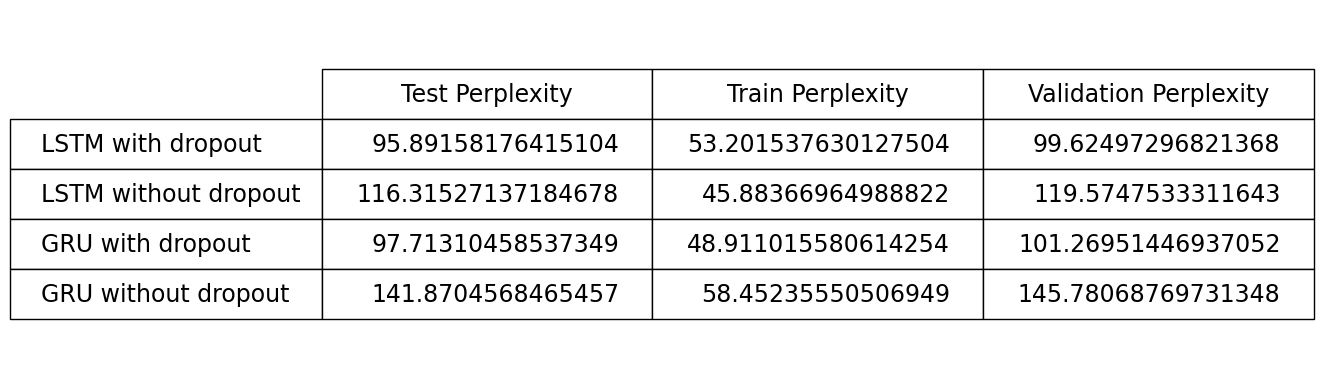 Test Perplexity Train Perplexity Validation Perplexity
LSTM with dropout 95.89158176415104 53.201537630127504 99.62497296821368
LSTM without dropout 116.31527137184678 45.88366964988822 119.5747533311643
GRU with dropout 97.71310458537349 48.911015580614254 101.26951446937052
GRU without dropout 141.8704568465457 58.45235550506949 145.78068769731348